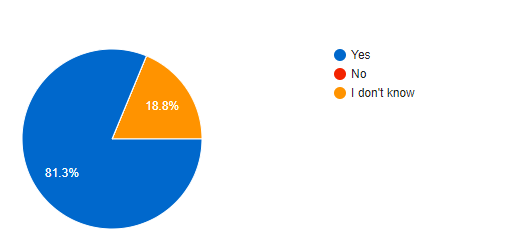 Yes
No
I don't know
18.8%
81.3%